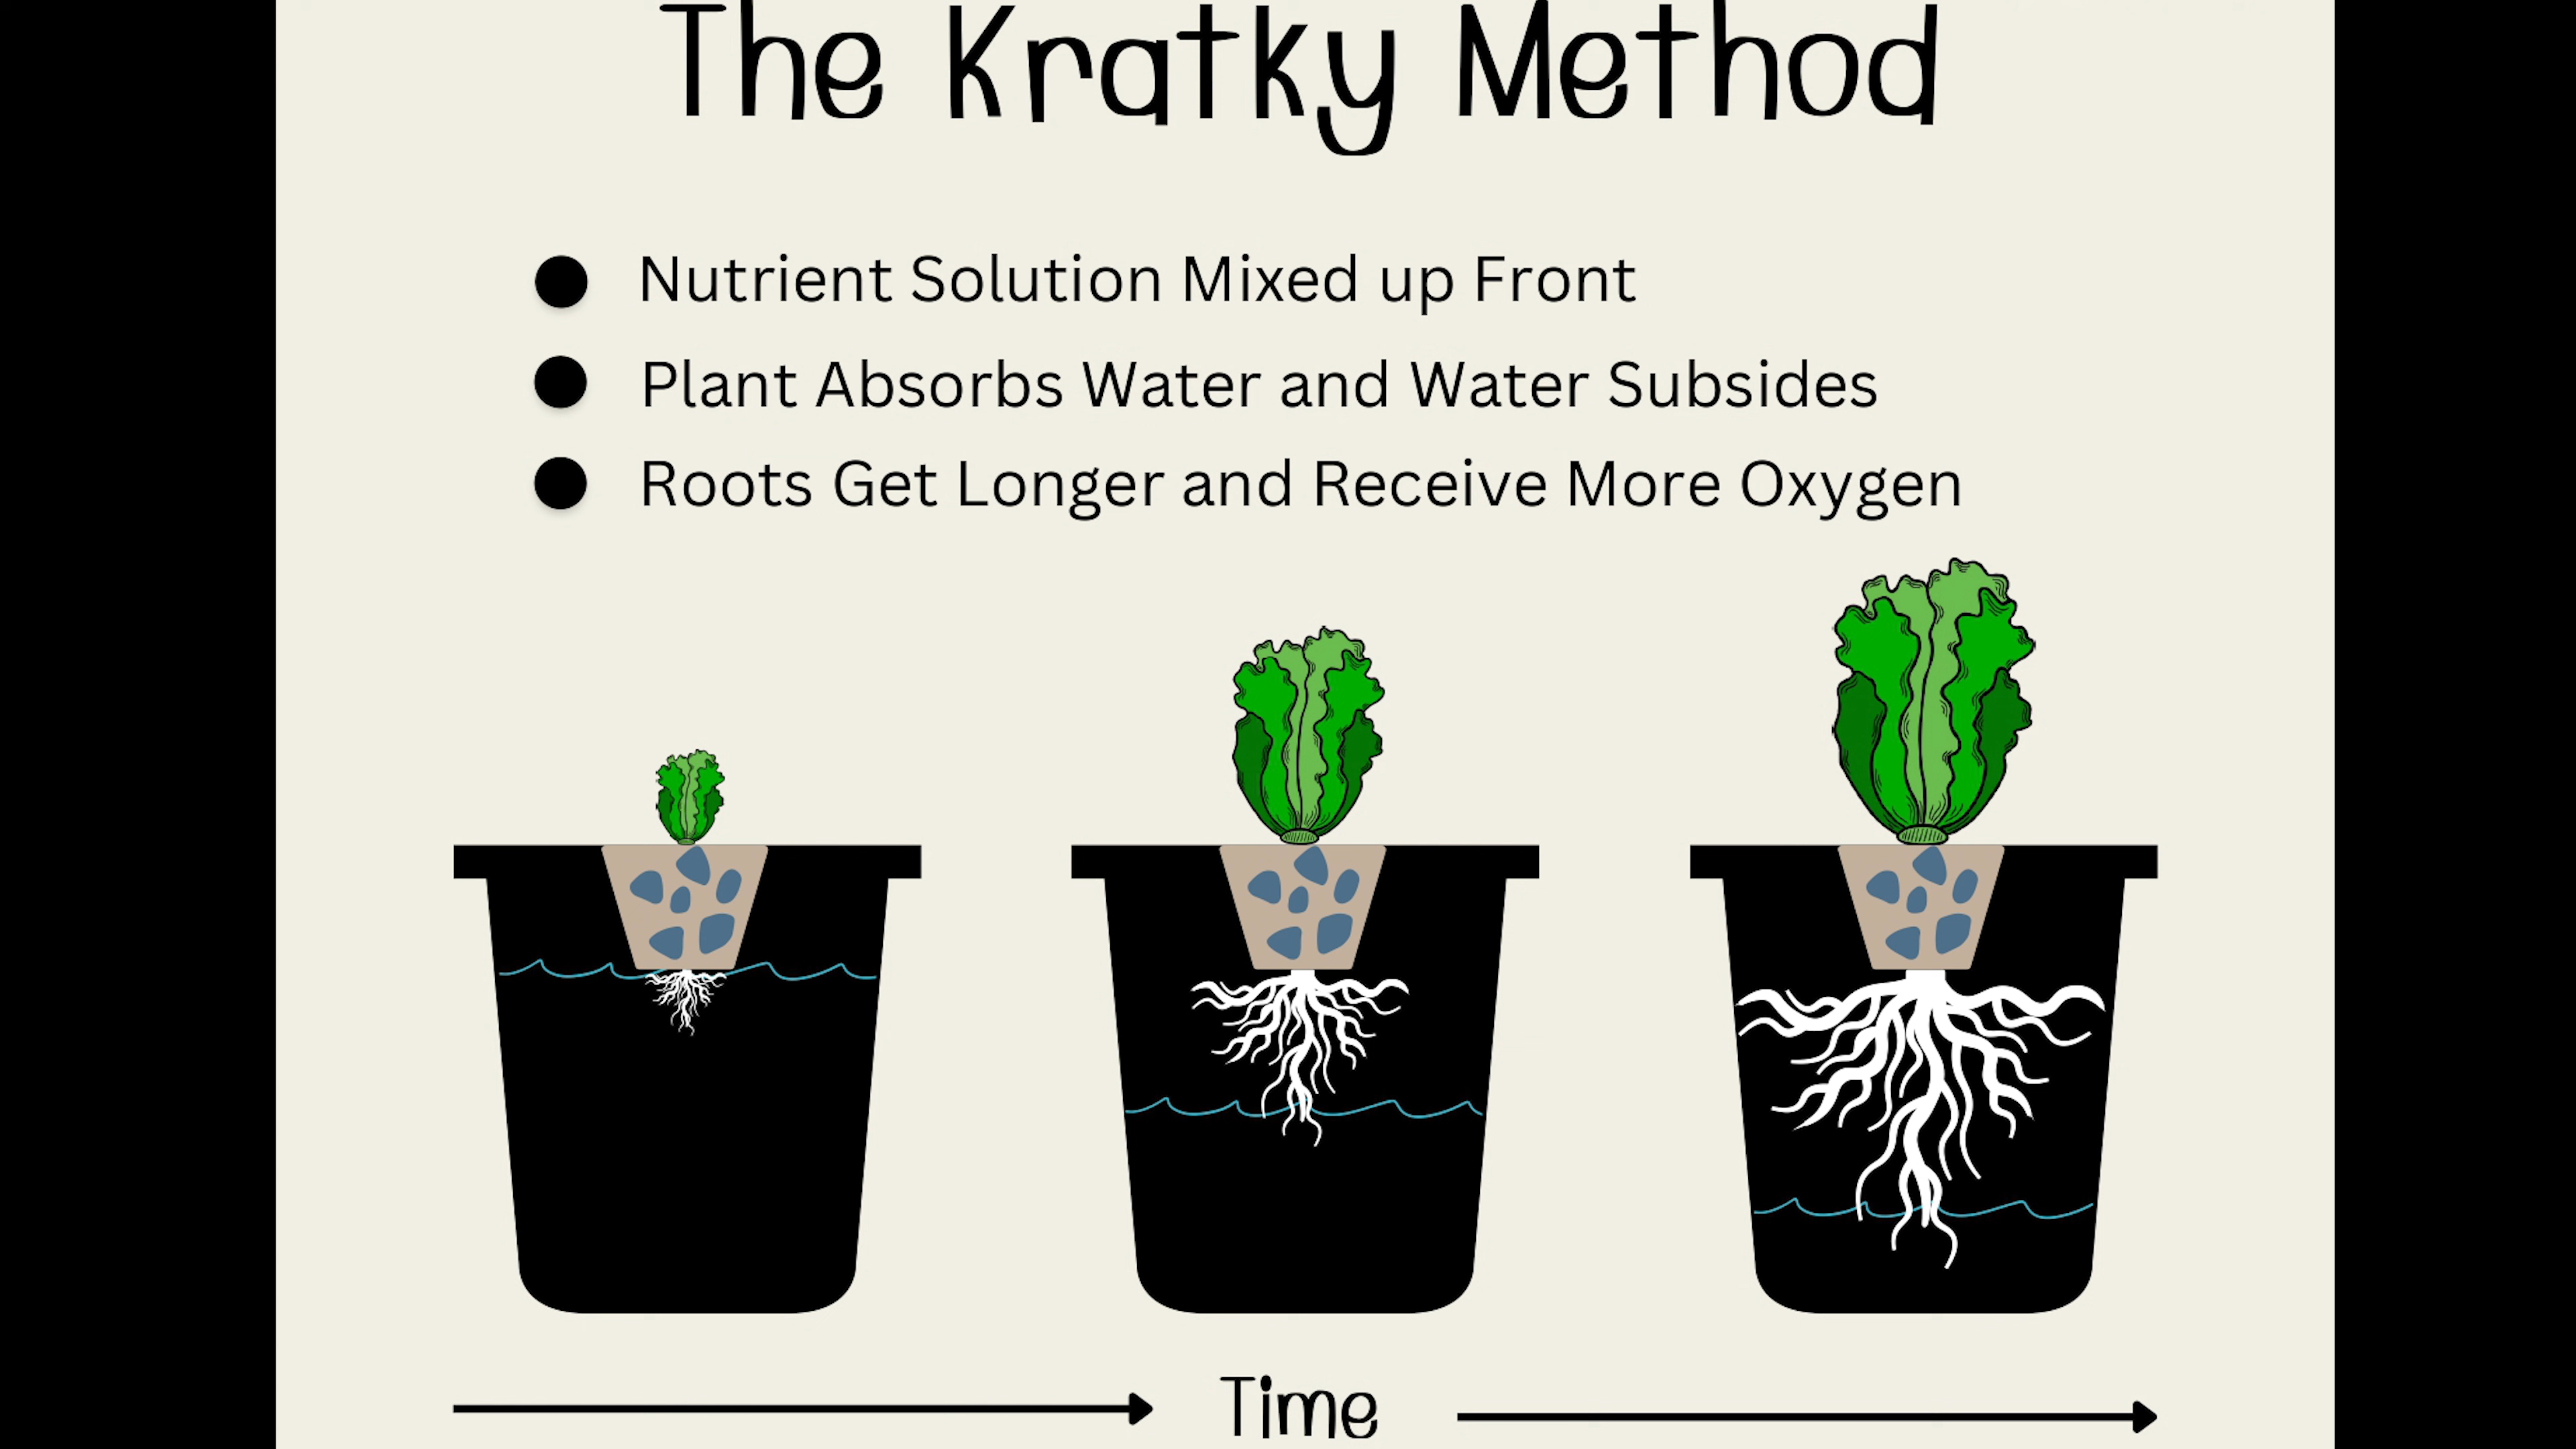 The Kratky Method
Nutrient Solution Mixed up Front
Plant Absorbs Water and Water Subsides
Roots Get Longer and Receive More Oxygen
Time